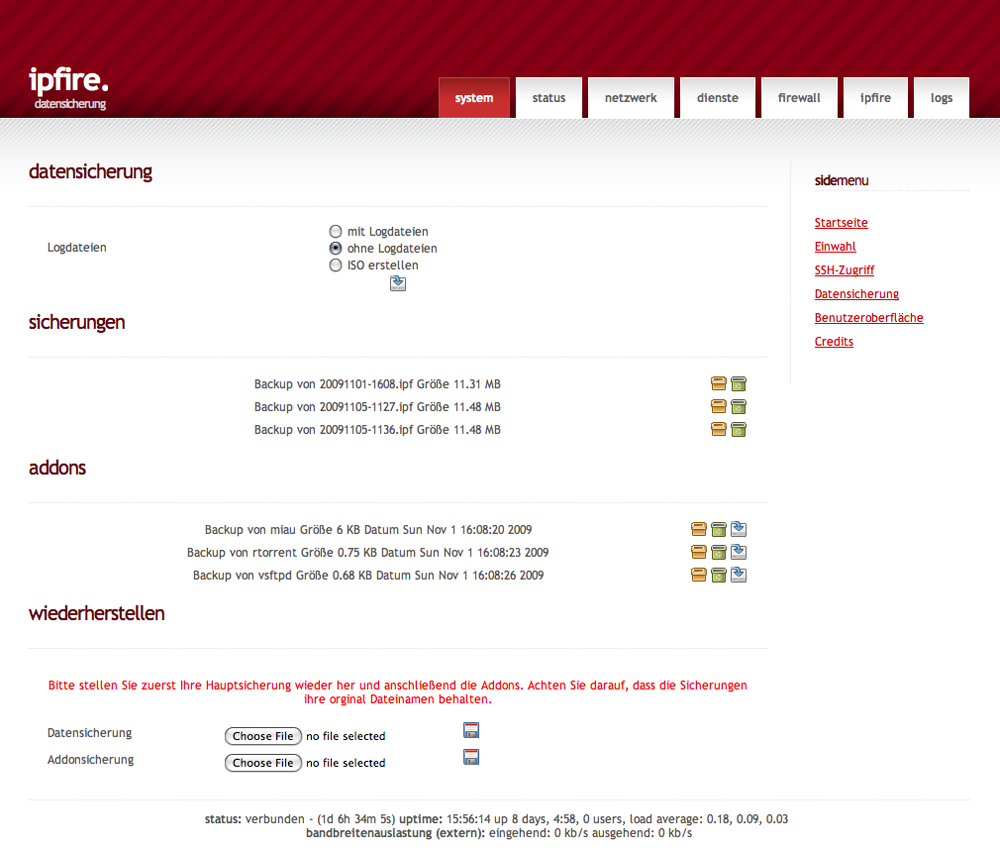 ipfire.
datensicherung
system status netzwerk dienste firewall ipfire logs
datensicherung
Logdateien
mit Logdateien
ohne Logdateien
ISO erstellen
sicherungen
Backup von 20091101-1608.ipf Größe 11.31 MB
Backup von 20091105-1127.ipf Größe 11.48 MB
Backup von 20091105-1136.ipf Größe 11.48 MB
addons
Backup von miau Größe 6 KB Datum Sun Nov 1 16:08:20 2009
Backup von rtorrent Größe 0.75 KB Datum Sun Nov 1 16:08:23 2009
Backup von vsftpd Größe 0.68 KB Datum Sun Nov 1 16:08:26 2009
wiederherstellen
Bitte stellen Sie zuerst Ihre Hauptsicherung wieder her und anschließend die Addons. Achten Sie darauf, dass die Sicherungen
ihre orginal Dateinamen behalten.
Datensicherung Choose File no file selected
Addonsicherung Choose File no file selected
sidemenu
Startseite
Einwahl
SSH-Zugriff
Datensicherung
Benutzeroberfläche
Credits
status: verbunden - (1d 6h 34m 5s) uptime: 15:56:14 up 8 days, 4:58, 0 users, load average: 0.18, 0.09, 0.03
bandbreitenauslastung (extern): eingehend: 0 kb/s ausgehend: 0 kb/s